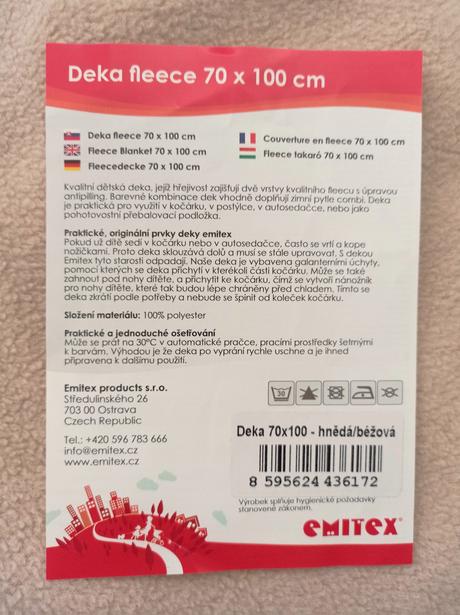 Deka fleece 70 x 100 cm
Deka fleece 70 x 100 cm
Fleece Blanket 70 x 100 cm
Fleecedecke 70 x 100 cm
Couverture en fleece 70 x 100 cm
Fleece takaró 70 x 100 cm
Kvalitní dětská deka, jejíž hřejivost zajišťují dvě vrstvy kvalitního fleecu s úpravou
antipilling. Barevné kombinace dek vhodně doplňují zimní pytle combi. Deka
je praktická pro využití v kočárku, v postýlce, v autosedačce, nebo jako
pohotovostní přebalovací podložka.
Praktické, originální prvky deky emitex
Pokud už dítě sedí v kočárku nebo v autosedačce, často se vrtí a kope
nožičkami. Proto deka sklouzává dolů a musí se stále upravovat. S dekou
Emitex tyto starosti odpadají. Naše deka je vybavena galanterními úchyty,
pomocí kterých se deka přichytí v kterékoli části kočárku. Může se také
zahnout pod nohy dítěte, a přichytit ke kočárku, čímž se vytvoří nánožník
pro nohy dítěte, které tak budou lépe chráněny před chladem. Tímto se
deka zkrátí podle potřeby a nebude se špinit od koleček kočárku.
Složení materiálu: 100% polyester
Praktické a jednoduché ošetřování
Může se prát na 30°C v automatické pračce, pracími prostředky šetrnými
k barvám. Výhodou je že deka po vyprání rychle uschne a je ihned
připravena k dalšímu použití.
Emitex products s.r.o.
Středulinského 26
703 00 Ostrava
Czech Republic
Tel.: +420 596 783 666
info@emitex.cz
www.emitex.cz
30
Deka 70x100 - hnědá/béžová
8 595624 436172
Výrobek splňuje hygienické požadavky
stanovené zákonem.
emitex